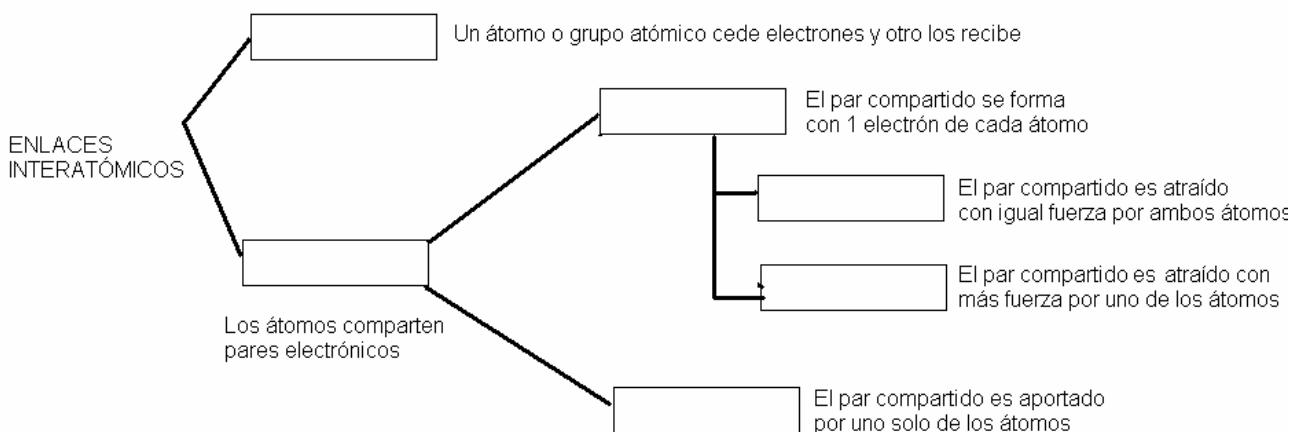 Un átomo o grupo atómico cede electrones y otro los recibe
ENLACES
INTERATÓMICOS
El par compartido se forma
con 1 electrón de cada átomo
El par compartido es atraído
con igual fuerza por ambos átomos
El par compartido es atraído con
más fuerza por uno de los átomos
Los átomos comparten
pares electrónicos
El par compartido es aportado
por uno solo de los átomos